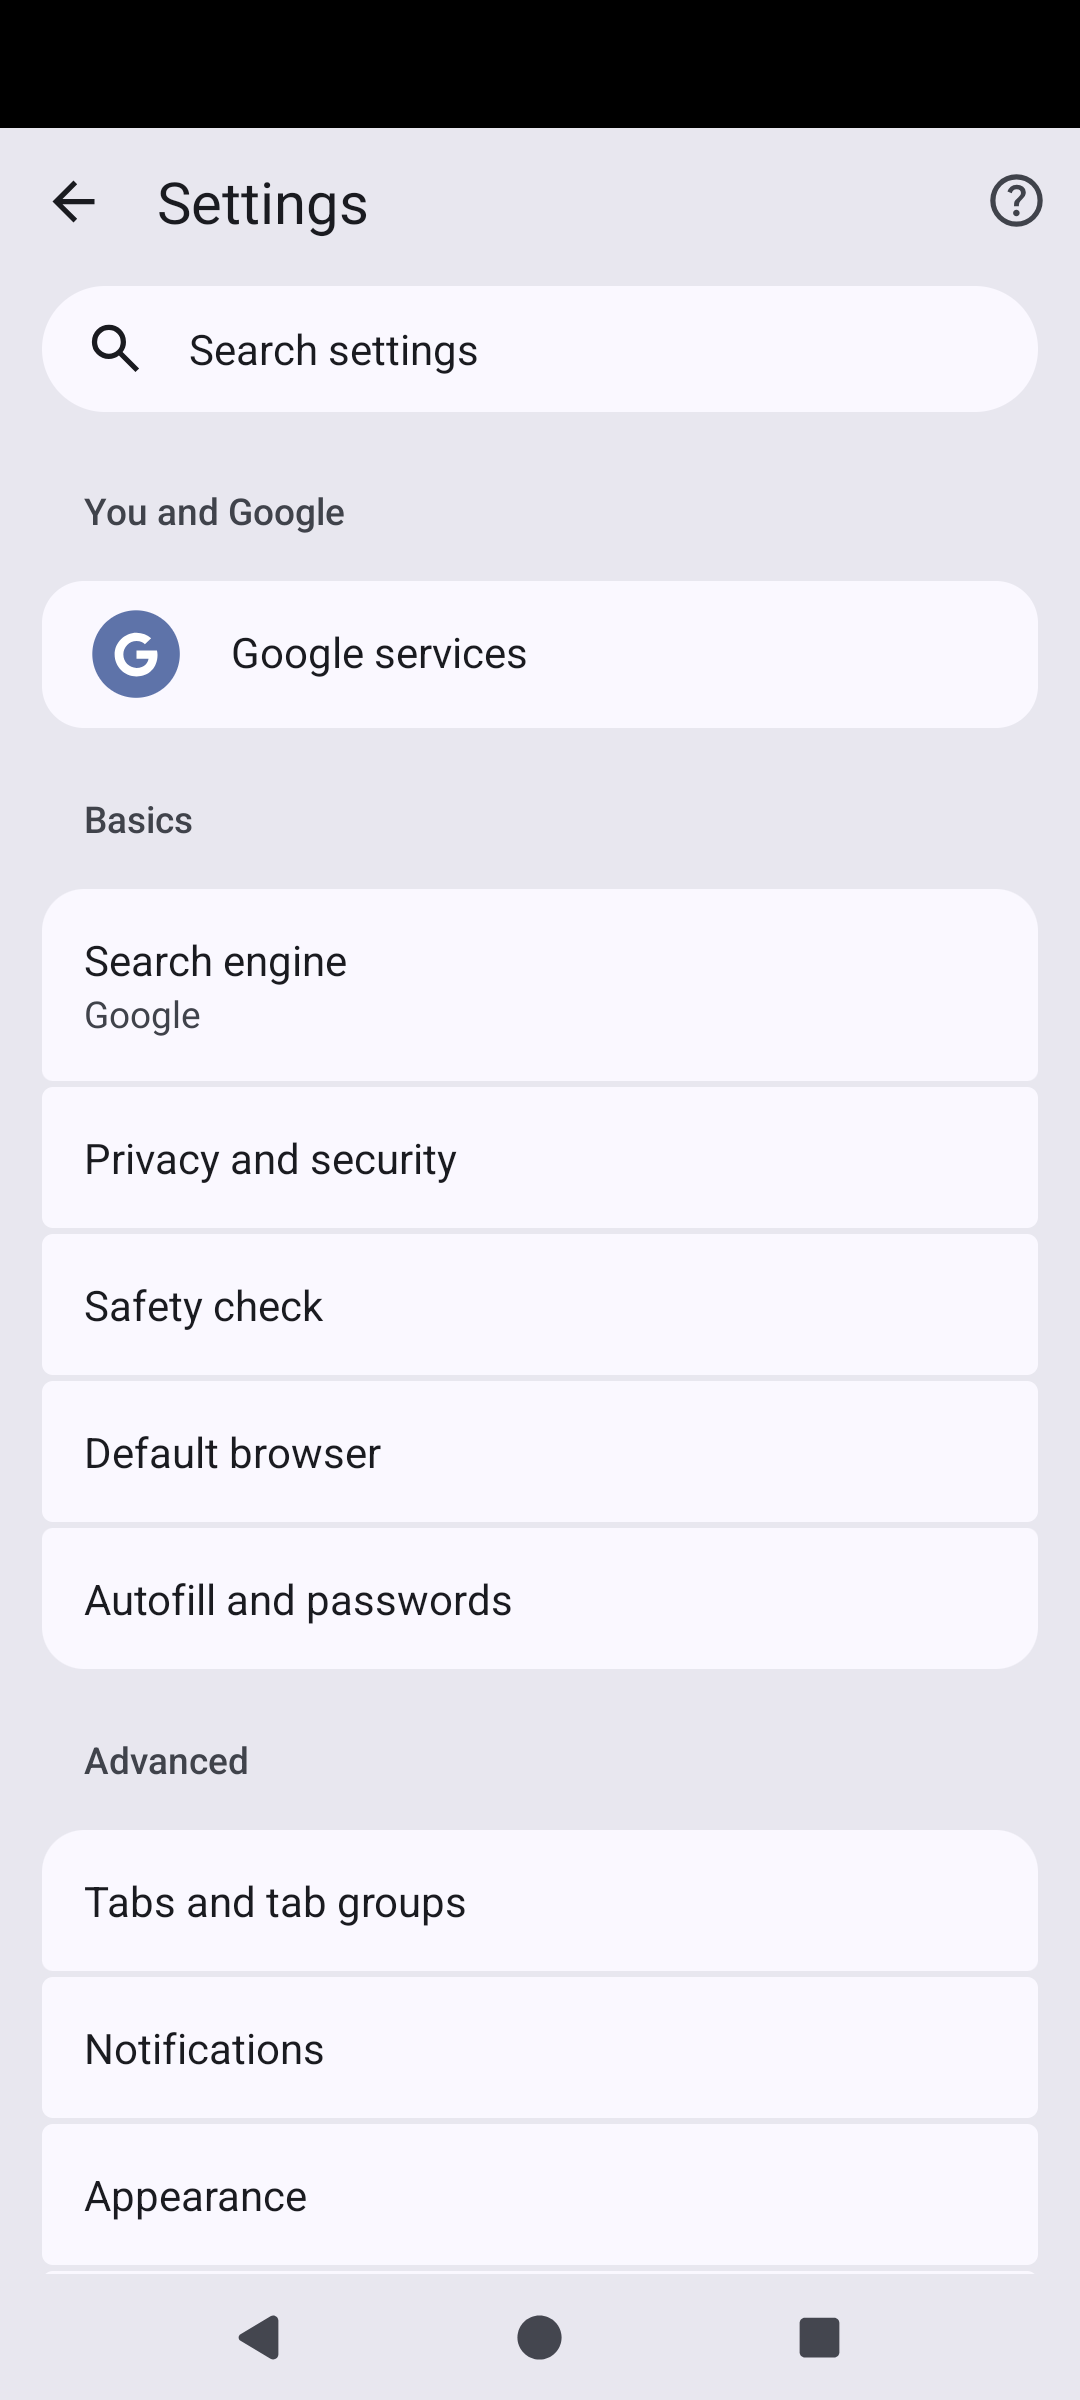 Settings
Search settings
You and Google
Google services
Basics
Search engine
Google
Privacy and security
Safety check
Default browser
Autofill and passwords
Advanced
Tabs and tab groups
Notifications
Appearance